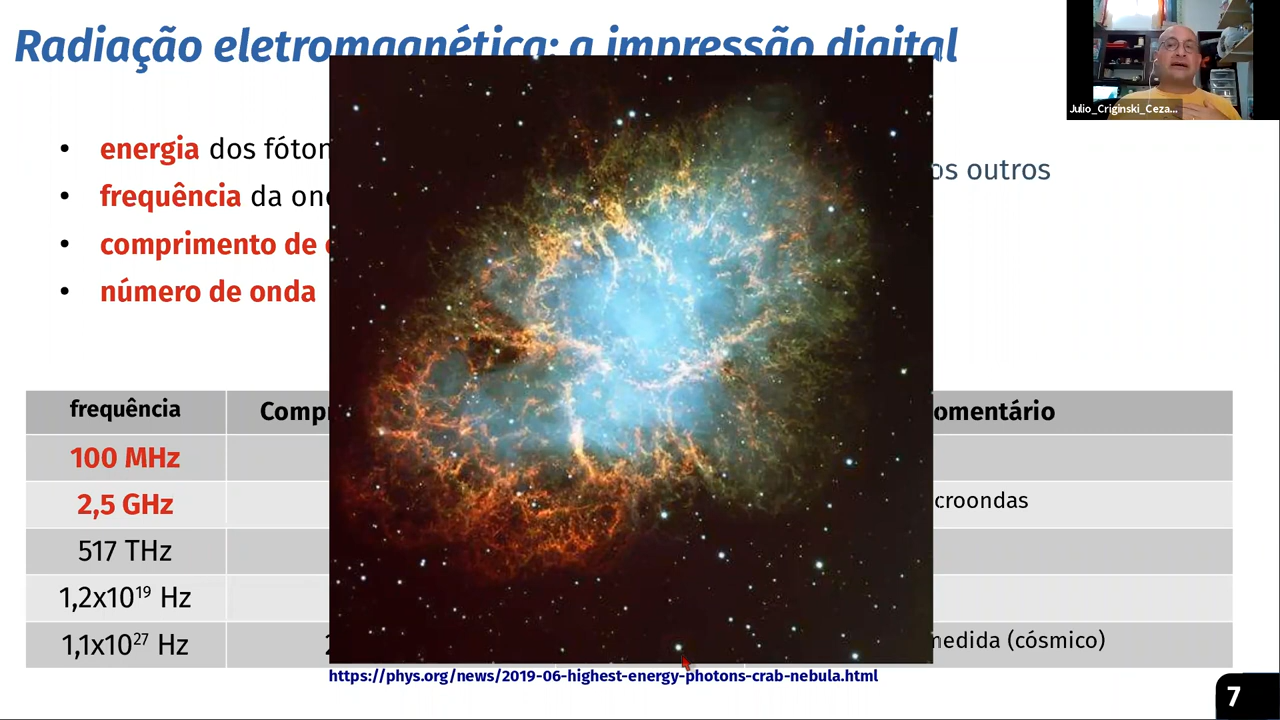 Radiação eletromagnética: a impressão digital
Julio_Criginski_Ceza...
• energia dos fóton
os outros
• frequência da ond
• comprimento de
• número de onda
frequência Compr omentário
100 MHz
2,5 GHz croondas
517 THz
1,2x10¹⁹ Hz
1,1x10²⁷ Hz 2 medida (cósmico)
https://phys.org/news/2019-06-highest-energy-photons-crab-nebula.html
7